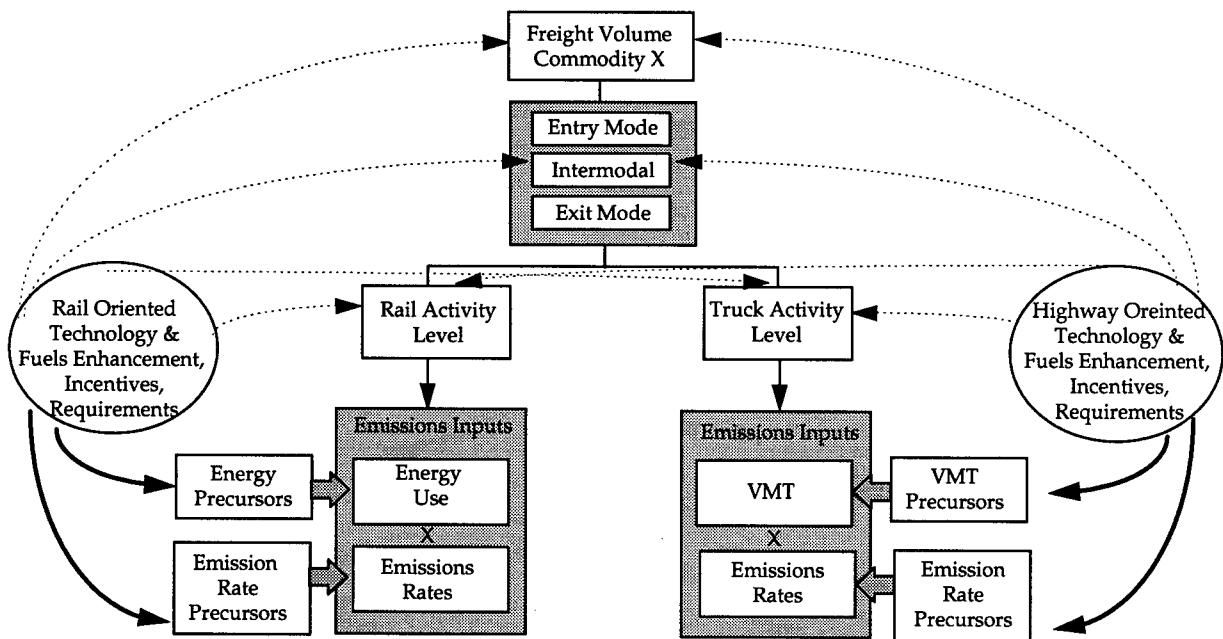 Freight Volume
Commodity X
Entry Mode
Intermodal
Exit Mode
Rail Oriented
Technology &
Fuels Enhancement,
Incentives,
Requirements
Rail Activity
Level
Truck Activity
Level
Highway Oreinted
Technology &
Fuels Enhancement,
Incentives,
Requirements
Emissions Inputs
Energy
Use
X
Emissions
Rates
Energy
Precursors
Emission
Rate
Precursors
Emissions Inputs
VMT
X
Emissions
Rates
VMT
Precursors
Emission
Rate
Precursors